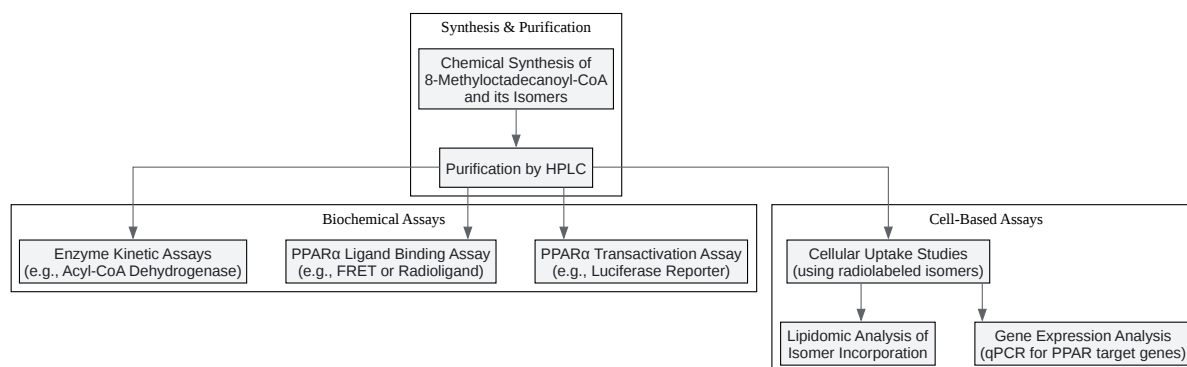 Synthesis & Purification
Chemical Synthesis of
8-Methyloctadecanoyl-CoA
and its Isomers
Purification by HPLC
Biochemical Assays
Enzyme Kinetic Assays
(e.g., Acyl-CoA Dehydrogenase)
PPARα Ligand Binding Assay
(e.g., FRET or Radioligand)
PPARα Transactivation Assay
(e.g., Luciferase Reporter)
Cell-Based Assays
Cellular Uptake Studies
(using radiolabeled isomers)
Lipidomic Analysis of
Isomer Incorporation
Gene Expression Analysis
(qPCR for PPAR target genes)